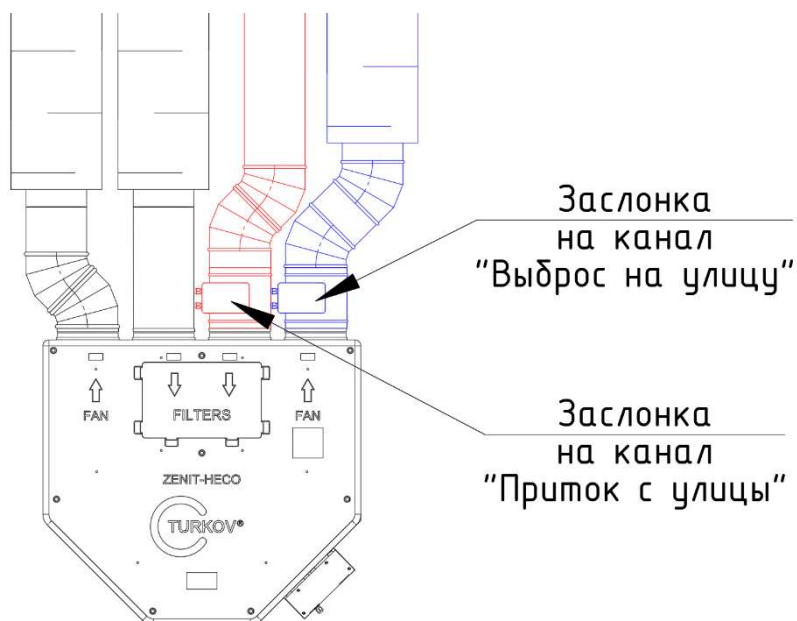 Заслонка
на канал
"Выброс на улицу"
Заслонка
на канал
"Приток с улицы"
FAN
FILTERS
FAN
ZENIT-HECO
TURKOV®